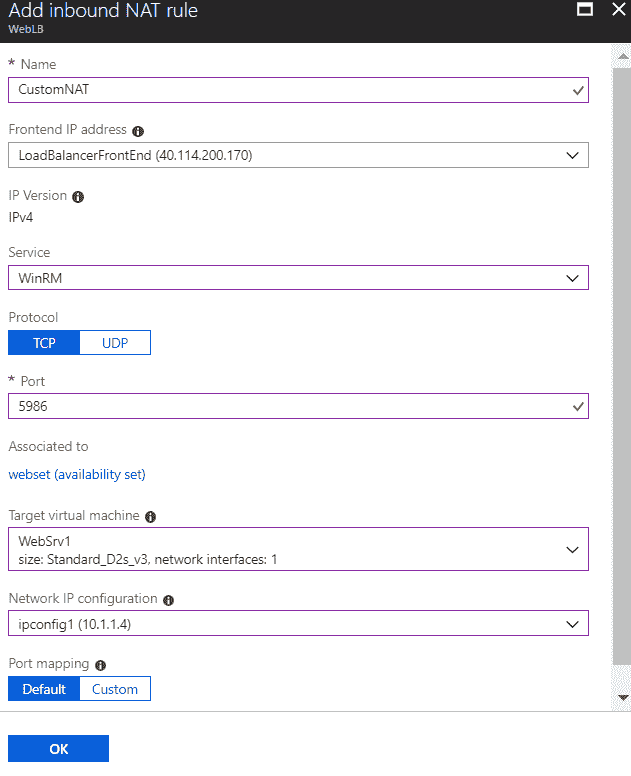 Add inbound NAT rule
WebLB
* Name
CustomNAT
Frontend IP address
LoadBalancerFrontEnd (40.114.200.170)
IP Version
IPv4
Service
WinRM
Protocol
TCP UDP
* Port
5986
Associated to
webset (availability set)
Target virtual machine
WebSrv1
size: Standard_D2s_v3, network interfaces: 1
Network IP configuration
ipconfig1 (10.1.1.4)
Port mapping
Default Custom
OK